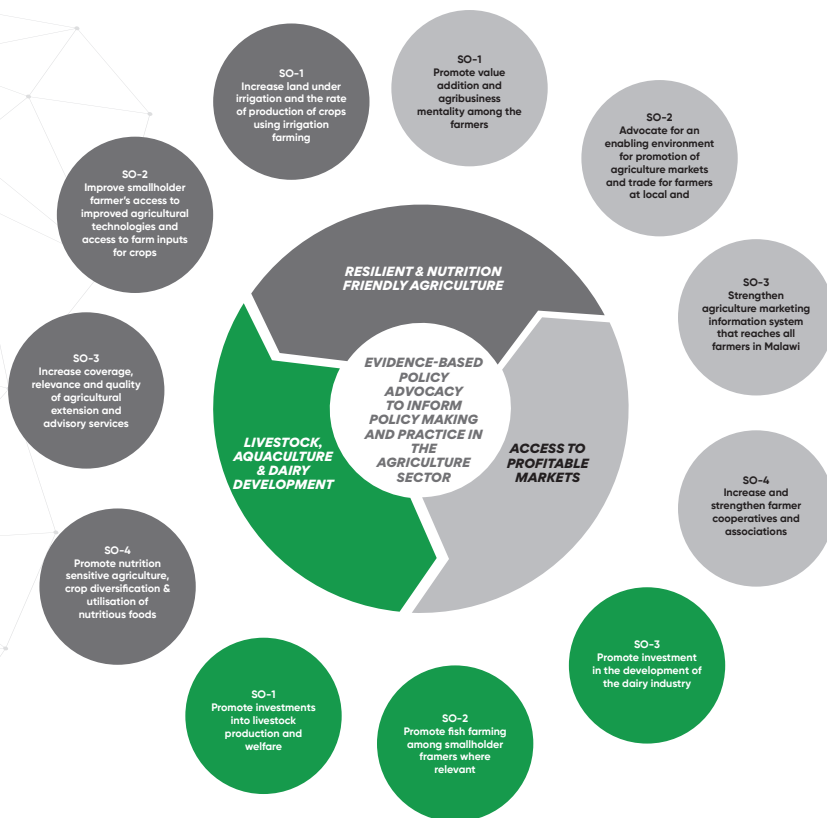 SO-1
Increase land under
irrigation and the rate
of production of crops
using irrigation
farming
SO-1
Promote value
addition and
agribusiness
mentality among the
farmers
SO-2
Advocate for an
enabling environment
for promotion of
agriculture markets
and trade for farmers
at local and
SO-2
Improve smallholder
farmer's access to
improved agricultural
technologies and
access to farm inputs
for crops
RESILIENT & NUTRITION
FRIENDLY AGRICULTURE
SO-3
Strengthen
agriculture marketing
information system
that reaches all
farmers in Malawi
SO-3
Increase coverage,
relevance and quality
of agricultural
extension and
advisory services
EVIDENCE-BASED
POLICY
ADVOCACY
TO INFORM
POLICY MAKING
AND PRACTICE IN
THE
AGRICULTURE
SECTOR
LIVESTOCK,
AQUACULTURE
& DAIRY
DEVELOPMENT
ACCESS TO
PROFITABLE
MARKETS
SO-4
Increase and
strengthen farmer
cooperatives and
associations
SO-4
Promote nutrition
sensitive agriculture,
crop diversification &
utilisation of
nutritious foods
SO-3
Promote investment
in the development of
the dairy industry
SO-1
Promote investments
into livestock
production and
welfare
SO-2
Promote fish farming
among smallholder
framers where
relevant